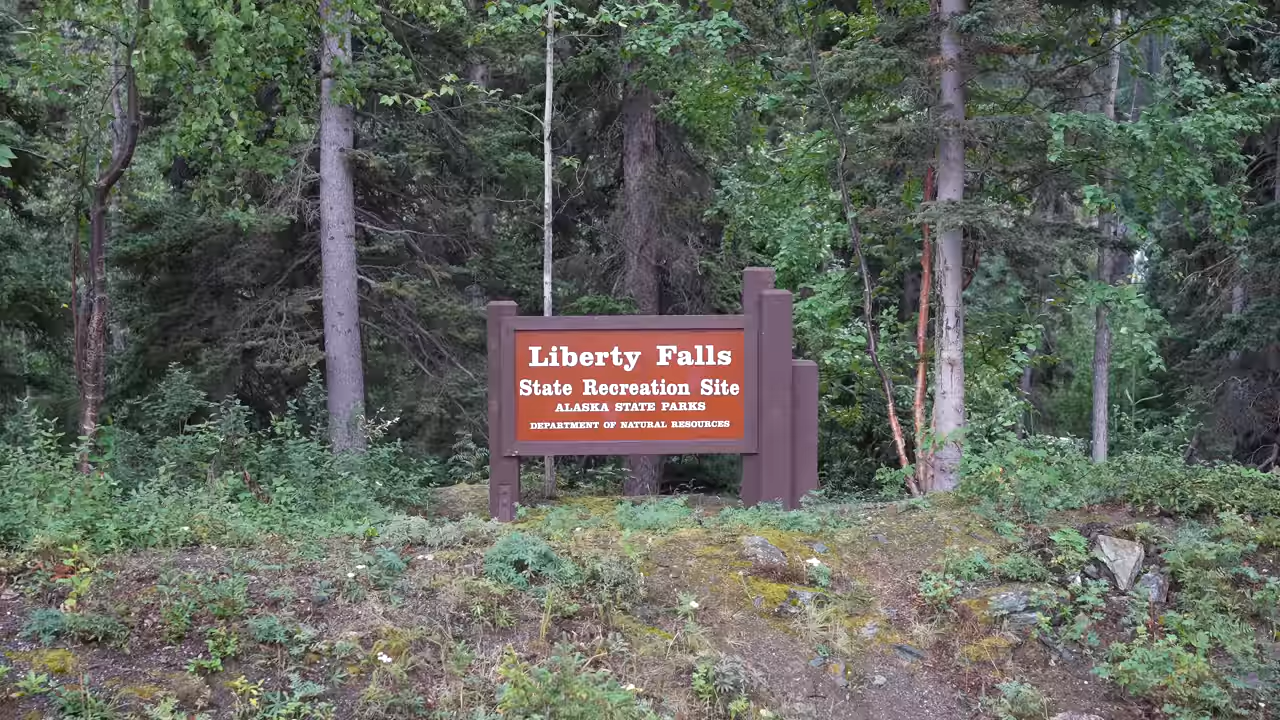 Liberty Falls
State Recreation Site
ALASKA STATE PARKS
DEPARTMENT OF NATURAL RESOURCES